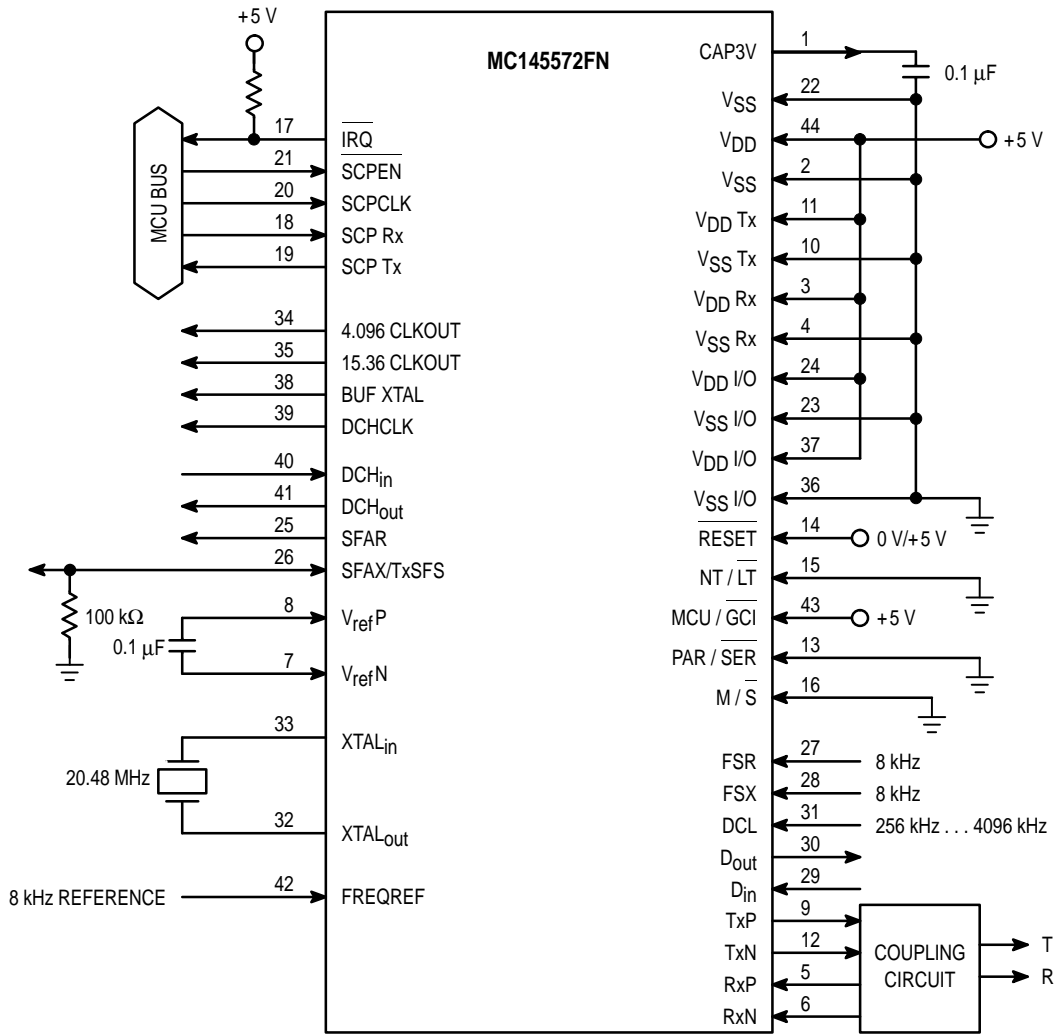 +5 V
MC145572FN
MCU BUS
17 IRQ
21 SCPEN
20 SCPCLK
18 SCP Rx
19 SCP Tx
34 4.096 CLKOUT
35 15.36 CLKOUT
38 BUF XTAL
39 DCHCLK
40 DCHin
41 DCHout
25 SFAR
26 SFAX/TxSFS
100 kΩ
8 VrefP
0.1 µF
7 VrefN
33 XTALin
20.48 MHz
32 XTALout
8 kHz REFERENCE 42 FREQREF
CAP3V 1
0.1 µF
VSS 22
VDD 44 +5 V
VSS 2
VDD Tx 11
VSS Tx 10
VDD Rx 3
VSS Rx 4
VDD I/O 24
VSS I/O 23
VDD I/O 37
VSS I/O 36
RESET 14 0 V/+5 V
NT / LT 15
MCU / GCI 43 +5 V
PAR / SER 13
M / S 16
FSR 27 8 kHz
FSX 28 8 kHz
DCL 31 256 kHz . . . 4096 kHz
Dout 30
Din 29
TxP 9
TxN 12
RxP 5
RxN 6
COUPLING
CIRCUIT
T
R